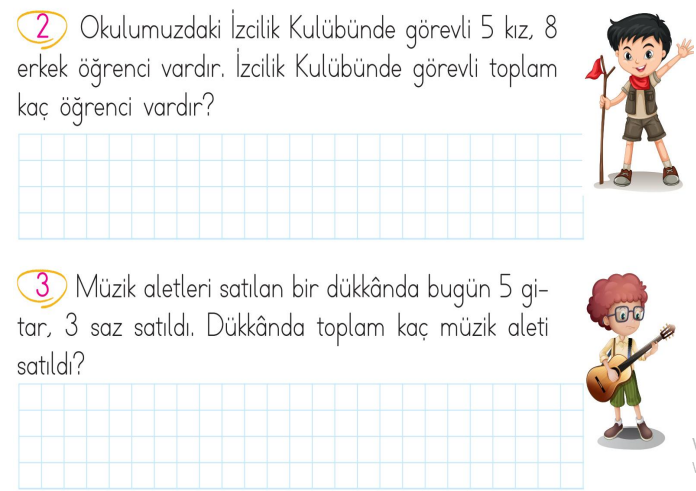 2 Okulumuzdaki İzcilik Kulübünde görevli 5 kız, 8
erkek öğrenci vardır. İzcilik Kulübünde görevli toplam
kaç öğrenci vardır?
3 Müzik aletleri satılan bir dükkânda bugün 5 gi-
tar, 3 saz satıldı. Dükkânda toplam kaç müzik aleti
satıldı?